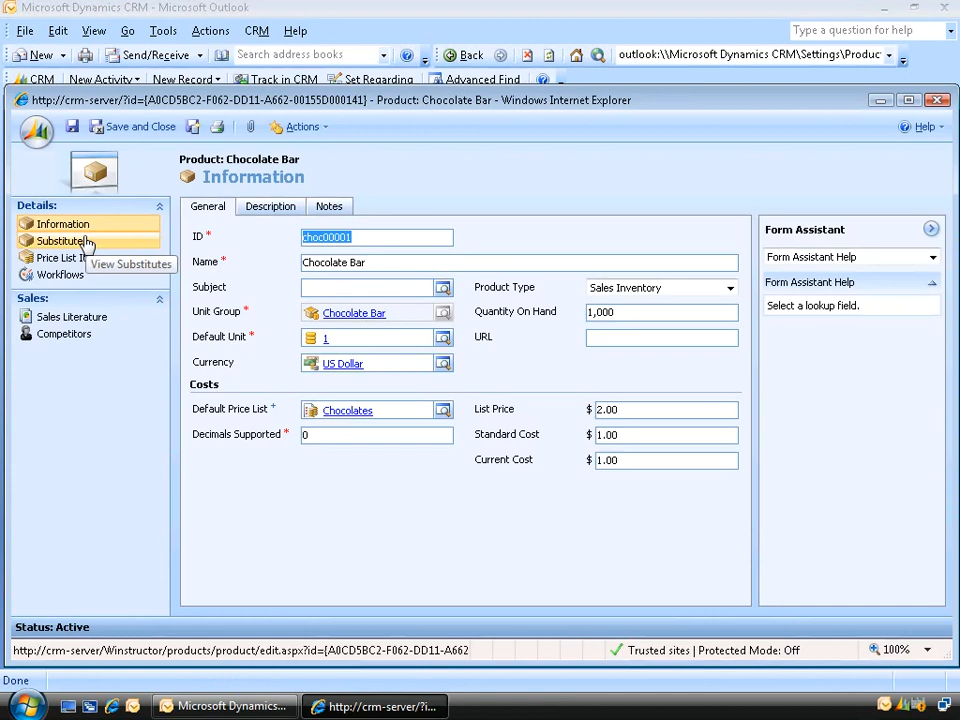 Microsoft Dynamics CRM - Microsoft Outlook
File Edit View Go Tools Actions CRM Help
Type a question for help
New Send/Receive Search address books Back outlook:\\Microsoft Dynamics CRM\Settings\Produc
CRM New Activity New Record Track in CRM Set Regarding Advanced Find
http://crm-server/?id={A0CD5BC2-F062-DD11-A662-00155D000141} - Product: Chocolate Bar - Windows Internet Explorer
Save and Close Actions Help
Product: Chocolate Bar
Information
Details:
Information
Substitutes
Price List I
Workflows
View Substitutes
Sales:
Sales Literature
Competitors
General Description Notes
ID * choc00001
Name * Chocolate Bar
Subject
Product Type Sales Inventory
Unit Group * Chocolate Bar
Quantity On Hand 1,000
Default Unit * 1
URL
Currency US Dollar
Costs
Default Price List + Chocolates
List Price $ 2.00
Decimals Supported * 0
Standard Cost $ 1.00
Current Cost $ 1.00
Form Assistant
Form Assistant Help
Form Assistant Help
Select a lookup field.
Status: Active
http://crm-server/Winstructor/products/product/edit.aspx?id={A0CD5BC2-F062-DD11-A662 Trusted sites | Protected Mode: Off 100%
Done
Microsoft Dynamics... http://crm-server/?i...